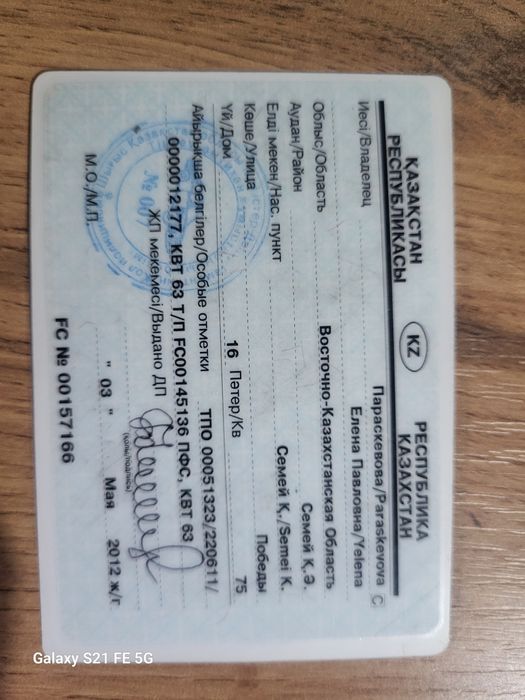 ҚАЗАҚСТАН РЕСПУБЛИКАСЫ KZ РЕСПУБЛИКА КАЗАХСТАН
Иесі/Владелец Параскевова/Paraskevova С
Елена Павловна/Yelena
Облыс/Область Восточно-Казахстанская Область
Аудан/Район Семей Қ.Ә.
Елді мекен/Нас. пункт Семей Қ./Semei K.
Көше/Улица Победы
Үй/Дом 16 Пәтер/Кв 75
Айырықша белгілер/Особые отметки ТПО 00051323/220611/
0000012177, КВТ 63 Т/П FC00145136 ПФС, КВТ 63
ЖП мекемесі/Выдано ДП
(қолы/подпись)
М.О./М.П. " 03 " Мая 2012 ж/г
FC № 00157166
Galaxy S21 FE 5G